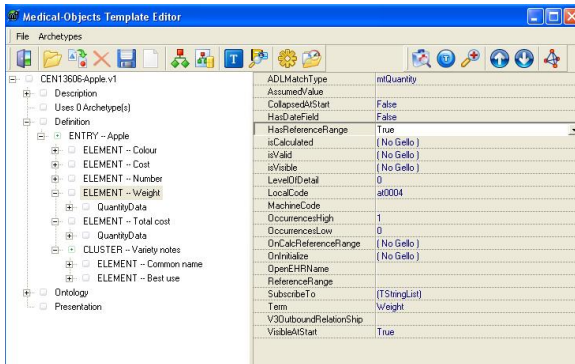 Medical-Objects Template Editor
File Archetypes
CEN13606-Apple.v1
Description
Uses 0 Archetype(s)
Definition
ENTRY -- Apple
ELEMENT -- Colour
ELEMENT -- Cost
ELEMENT -- Number
ELEMENT -- Weight
QuantityData
ELEMENT -- Total cost
QuantityData
CLUSTER -- Variety notes
ELEMENT -- Common name
ELEMENT -- Best use
Ontology
Presentation
ADLMatchType mtQuantity
AssumedValue
CollapsedAtStart False
HasDateField False
HasReferenceRange True
isCalculated ( No Gello )
isValid ( No Gello )
isVisible ( No Gello )
LevelOfDetail 0
LocalCode at0004
MachineCode
OccurrencesHigh 1
OccurrencesLow 0
OnCalcReferenceRange ( No Gello )
OnInitialize ( No Gello )
OpenEHRName
ReferenceRange
SubscribeTo (TStringList)
Term Weight
V3OutboundRelationShip
VisibleAtStart True